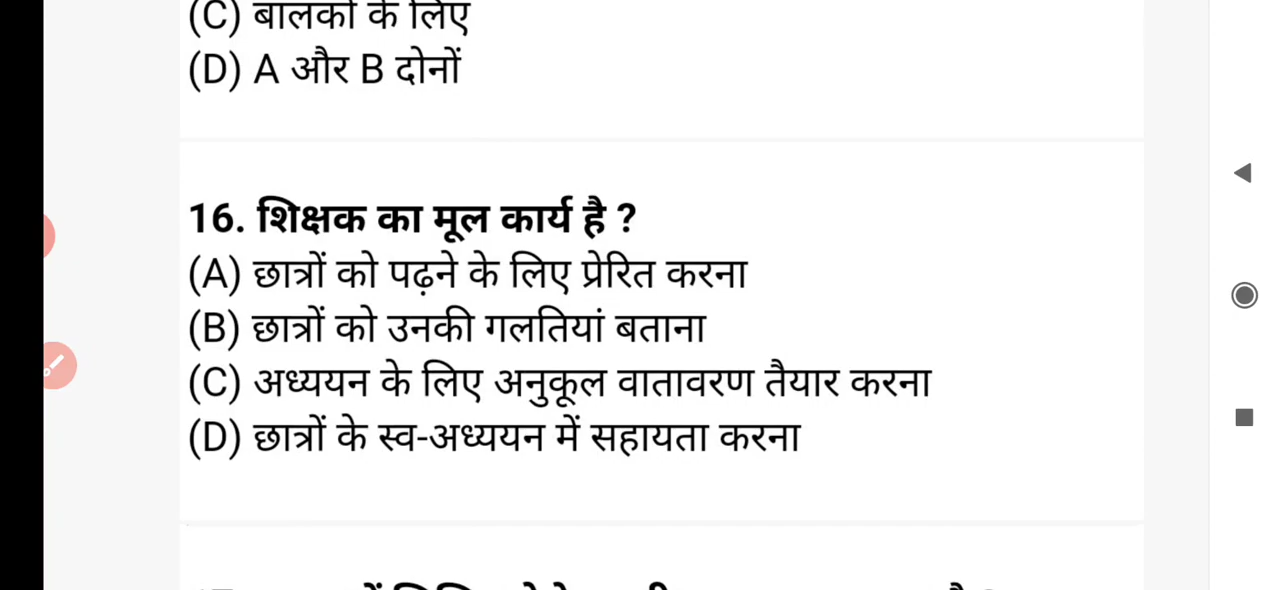 (C) बालकों के लिए
(D) A और B दोनों
16. शिक्षक का मूल कार्य है ?
(A) छात्रों को पढ़ने के लिए प्रेरित करना
(B) छात्रों को उनकी गलतियां बताना
(C) अध्ययन के लिए अनुकूल वातावरण तैयार करना
(D) छात्रों के स्व-अध्ययन में सहायता करना